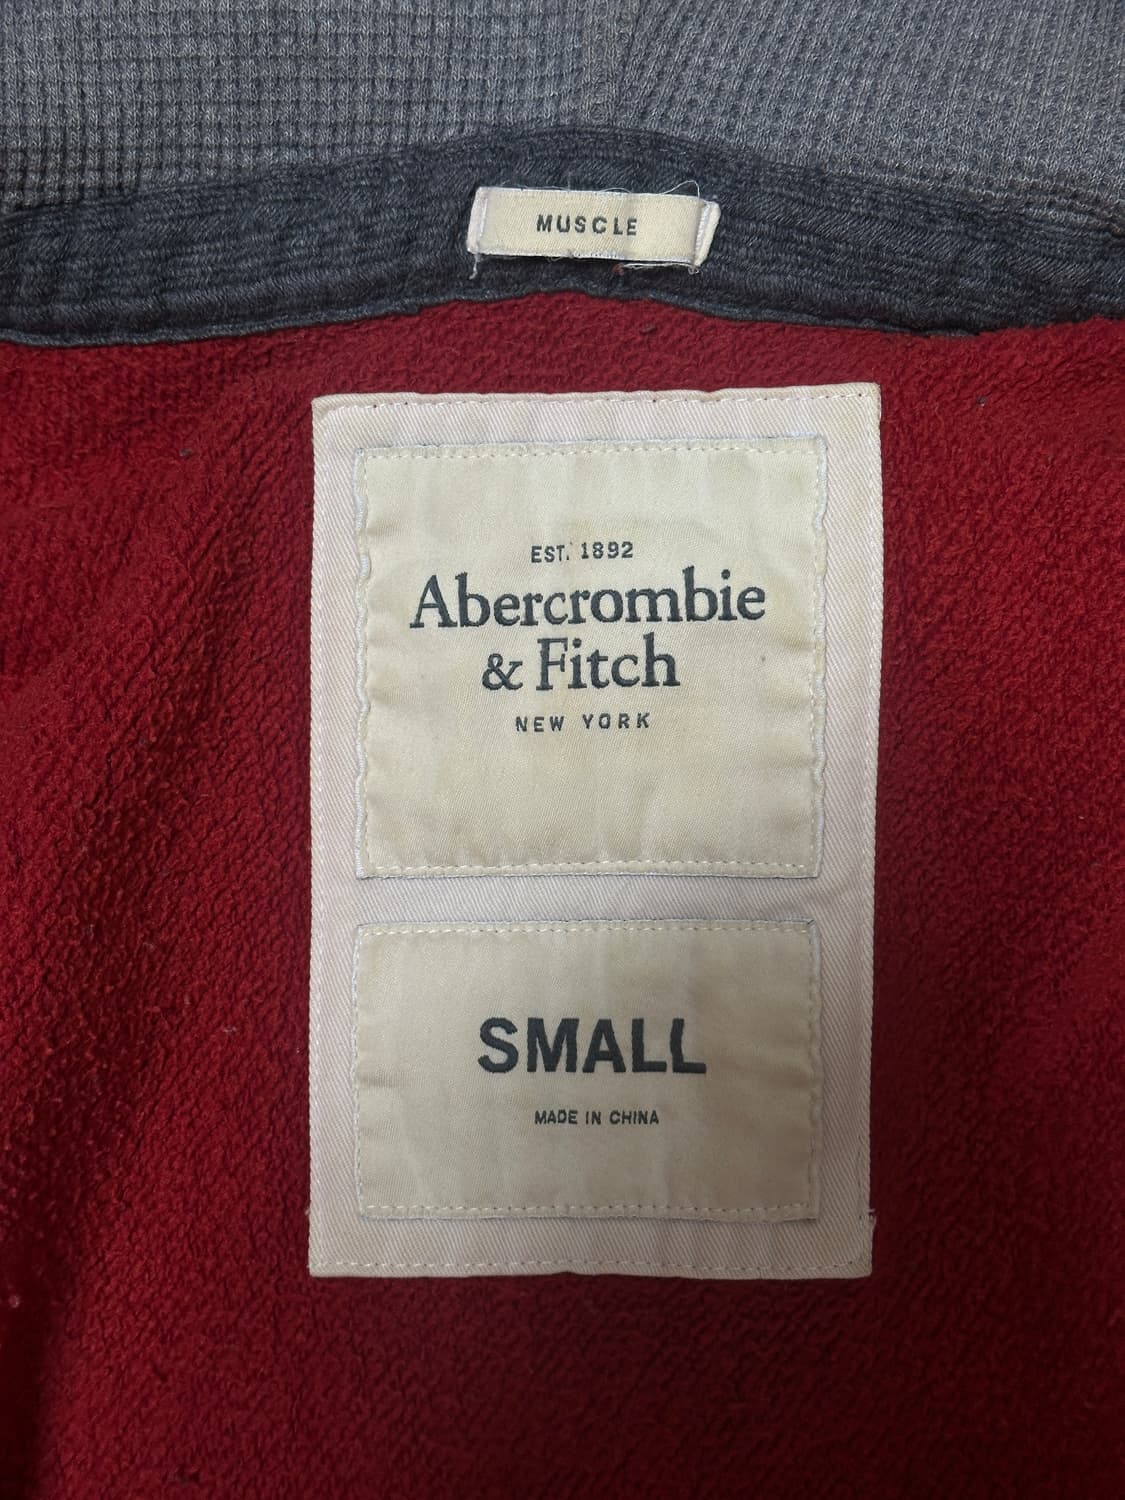 MUSCLE
EST. 1892
Abercrombie
& Fitch
NEW YORK
SMALL
MADE IN CHINA